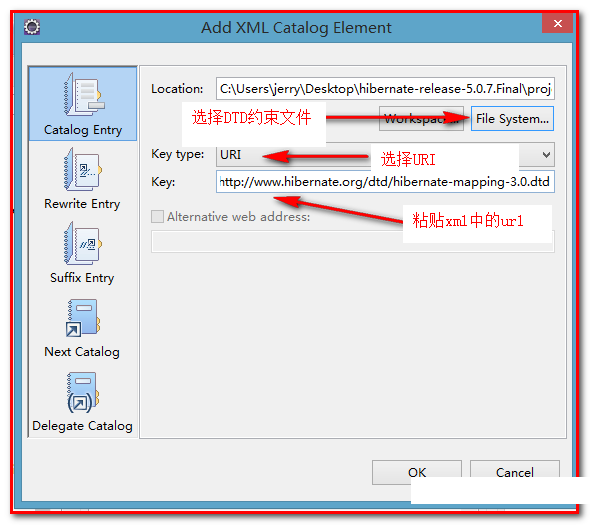 Add XML Catalog Element
Catalog Entry
Rewrite Entry
Suffix Entry
Next Catalog
Delegate Catalog
Location: C:\Users\jerry\Desktop\hibernate-release-5.0.7.Final\proj
选择DTD约束文件
File System...
Key type: URI
选择URI
Key: http://www.hibernate.org/dtd/hibernate-mapping-3.0.dtd
Alternative web address:
粘贴xml中的url
OK
Cancel